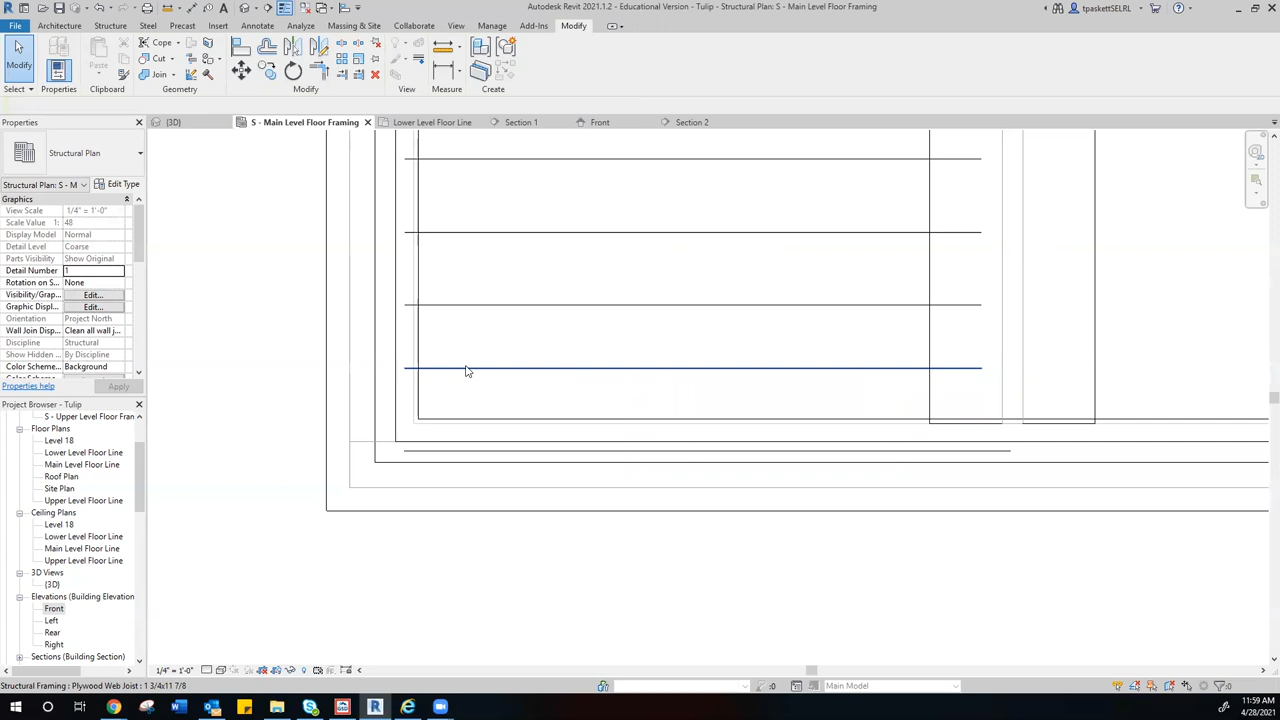 Autodesk Revit 2021.1.2 - Educational Version - Tulip - Structural Plan: S - Main Level Floor Framing
tpaskettSELRL
File Architecture Structure Steel Precast Systems Insert Annotate Analyze Massing & Site Collaborate View Manage Add-Ins Modify
Modify
Paste
Cope
Cut
Join
Select Properties Clipboard Geometry Modify View Measure Create
Properties
{3D}
S - Main Level Floor Framing
Lower Level Floor Line
Section 1
Front
Section 2
Structural Plan
Structural Plan: S - M
Edit Type
Graphics
View Scale 1/4" = 1'-0"
Scale Value 1: 48
Display Model Normal
Detail Level Coarse
Parts Visibility Show Original
Detail Number 1
Rotation on S... None
Visibility/Grap... Edit...
Graphic Displ... Edit...
Orientation Project North
Wall Join Disp... Clean all wall j...
Discipline Structural
Show Hidden ... By Discipline
Color Scheme... Background
Properties help Apply
Project Browser - Tulip
S - Upper Level Floor Fran
Floor Plans
Level 18
Lower Level Floor Line
Main Level Floor Line
Roof Plan
Site Plan
Upper Level Floor Line
Ceiling Plans
Level 18
Lower Level Floor Line
Main Level Floor Line
Upper Level Floor Line
3D Views
{3D}
Elevations (Building Elevation
Front
Left
Rear
Right
Sections (Building Section)
1/4" = 1'-0"
Structural Framing : Plywood Web Joist : 1 3/4x11 7/8
:0
Main Model
:0
11:59 AM
4/28/2021